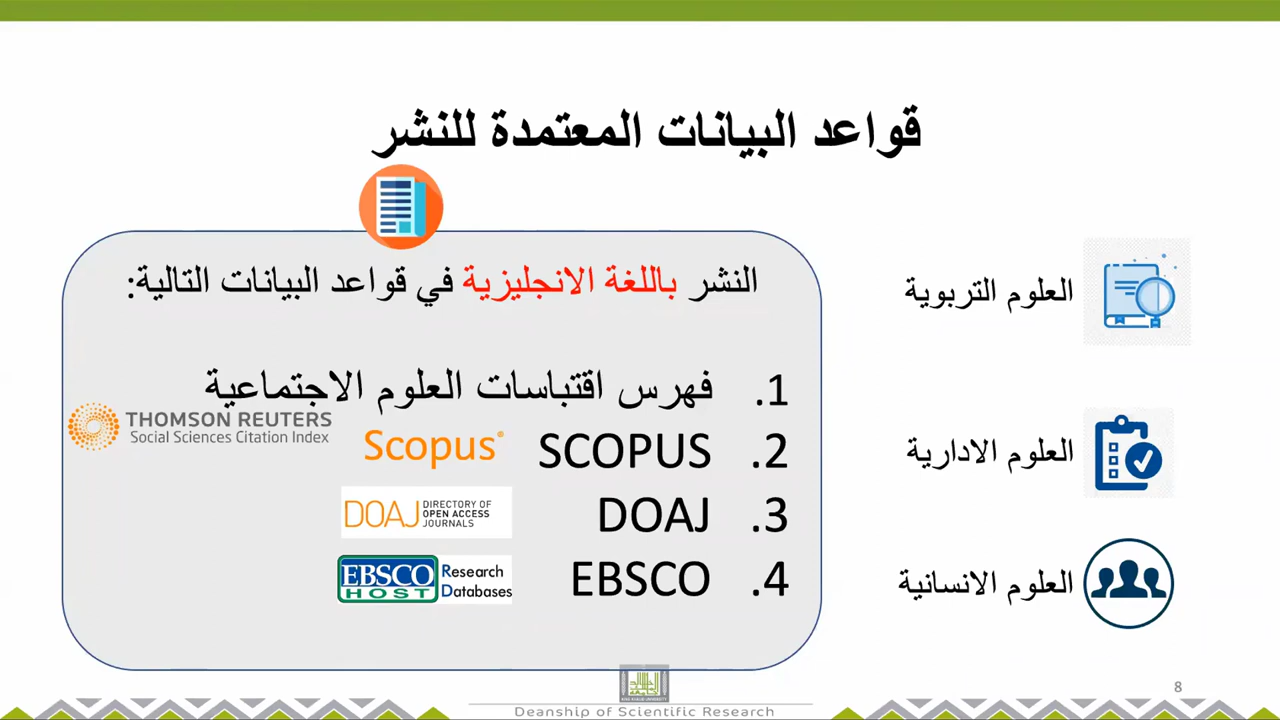 قواعد البيانات المعتمدة للنشر
العلوم التربوية
العلوم الادارية
العلوم الانسانية
النشر باللغة الانجليزية في قواعد البيانات التالية:
1. فهرس اقتباسات العلوم الاجتماعية
THOMSON REUTERS
Social Sciences Citation Index
2. SCOPUS
Scopus®
3. DOAJ
DOAJ DIRECTORY OF
OPEN ACCESS
JOURNALS
4. EBSCO
EBSCO Research
HOST Databases
Deanship of Scientific Research
8